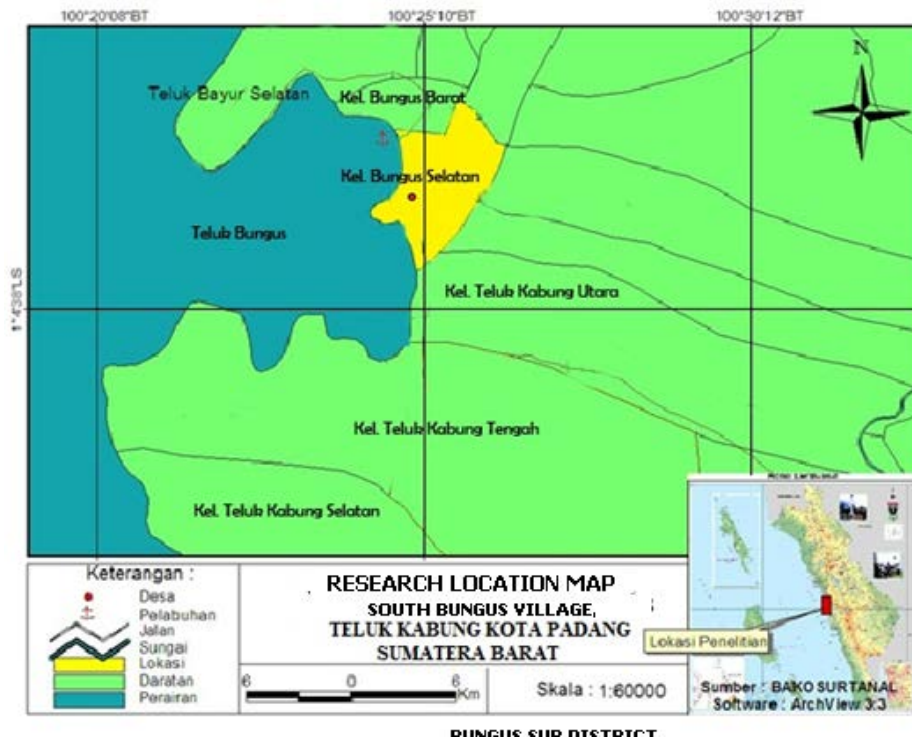 100°20'08"BT
100°25'10"BT
100°30'12"BT
N
Teluk Bayur Selatan
Kel. Bungus Barat
Kel. Bungus Selatan
Teluk Bungus
Kel. Teluk Kabung Utara
1°4'38"LS
Kel. Teluk Kabung Tengah
Kel. Teluk Kabung Selatan
Keterangan :
Desa
Pelabuhan
Jalan
Sungai
Lokasi
Daratan
Perairan
RESEARCH LOCATION MAP
SOUTH BUNGUS VILLAGE,
TELUK KABUNG KOTA PADANG
SUMATERA BARAT
6 0 6
Km
Skala : 1:60000
Lokasi Penelitian
Sumber : BAKO SURTANAL
Software : ArchView 3.3
BUNGUS SUB DISTRICT